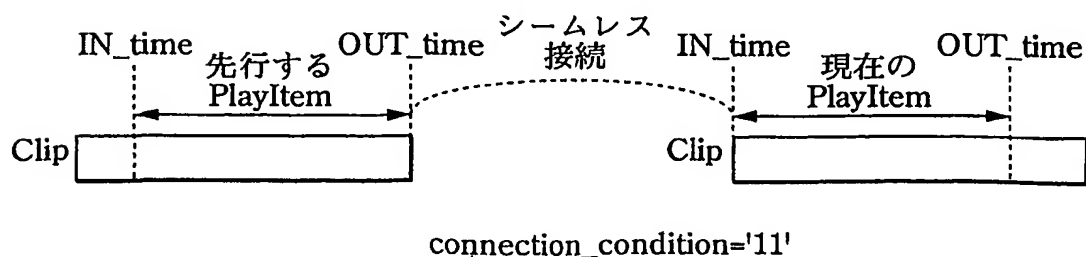 シームレス
接続
IN_time
OUT_time
IN_time
OUT_time
先行する
PlayItem
現在の
PlayItem
Clip
Clip
connection_condition='11'